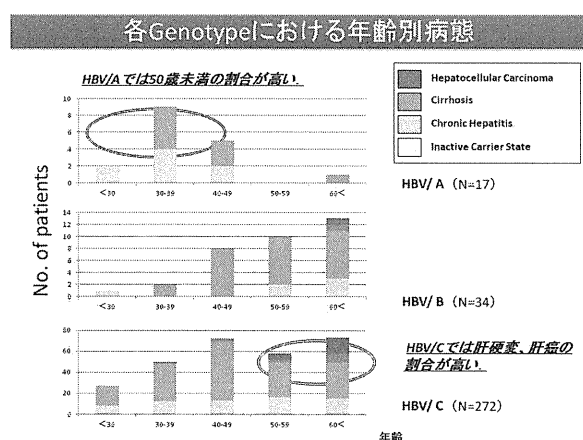 各Genotypeにおける年齢別病態
HBV/Aでは50歳未満の割合が高い.
Hepatocellular Carcinoma
Cirrhosis
Chronic Hepatitis
Inactive Carrier State
No. of patients
10
8
6
4
2
0
<30
30-39
40-49
50-59
60<
HBV/ A (N=17)
14
12
10
8
6
4
2
0
<30
30-39
40-49
50-59
60<
HBV/ B (N=34)
80
60
40
20
0
<30
30-39
40-49
50-59
60<
HBV/Cでは肝硬変、肝癌の
割合が高い.
HBV/ C (N=272)
年齢